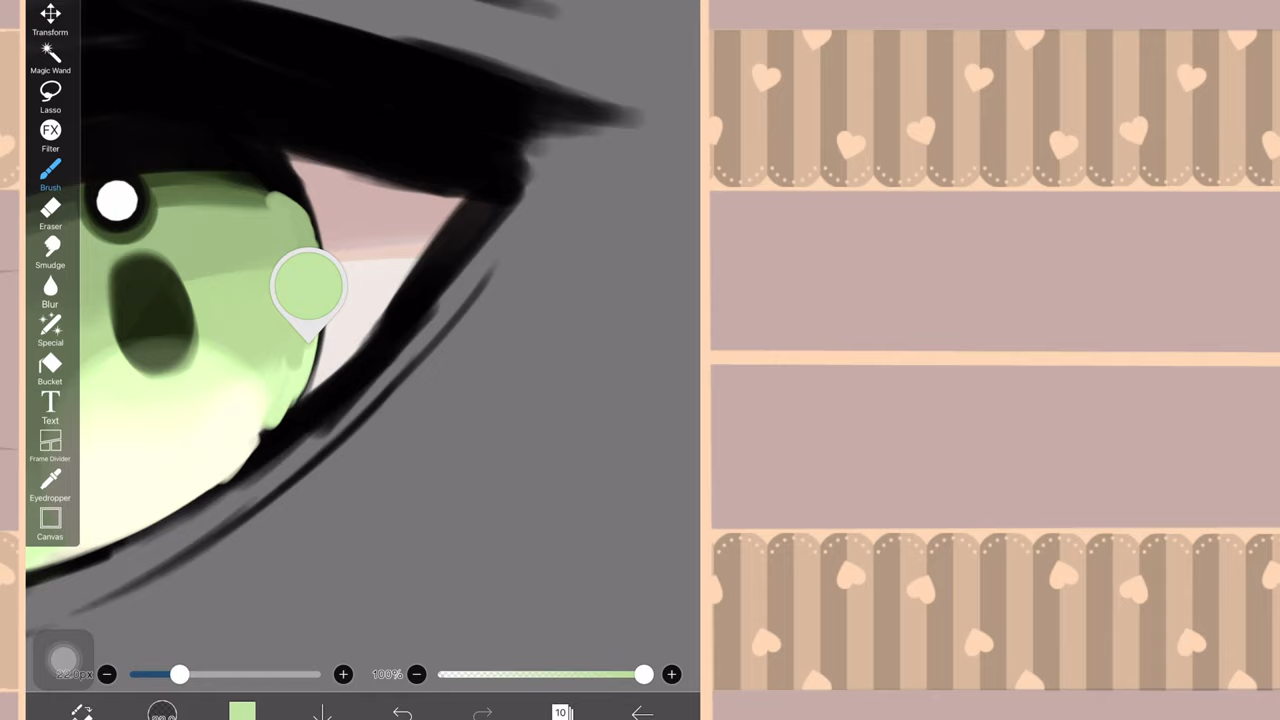 Transform
Magic Wand
Lasso
FX
Filter
Brush
Eraser
Smudge
Blur
Special
Bucket
T
Text
Frame Divider
Eyedropper
Canvas
100%
10